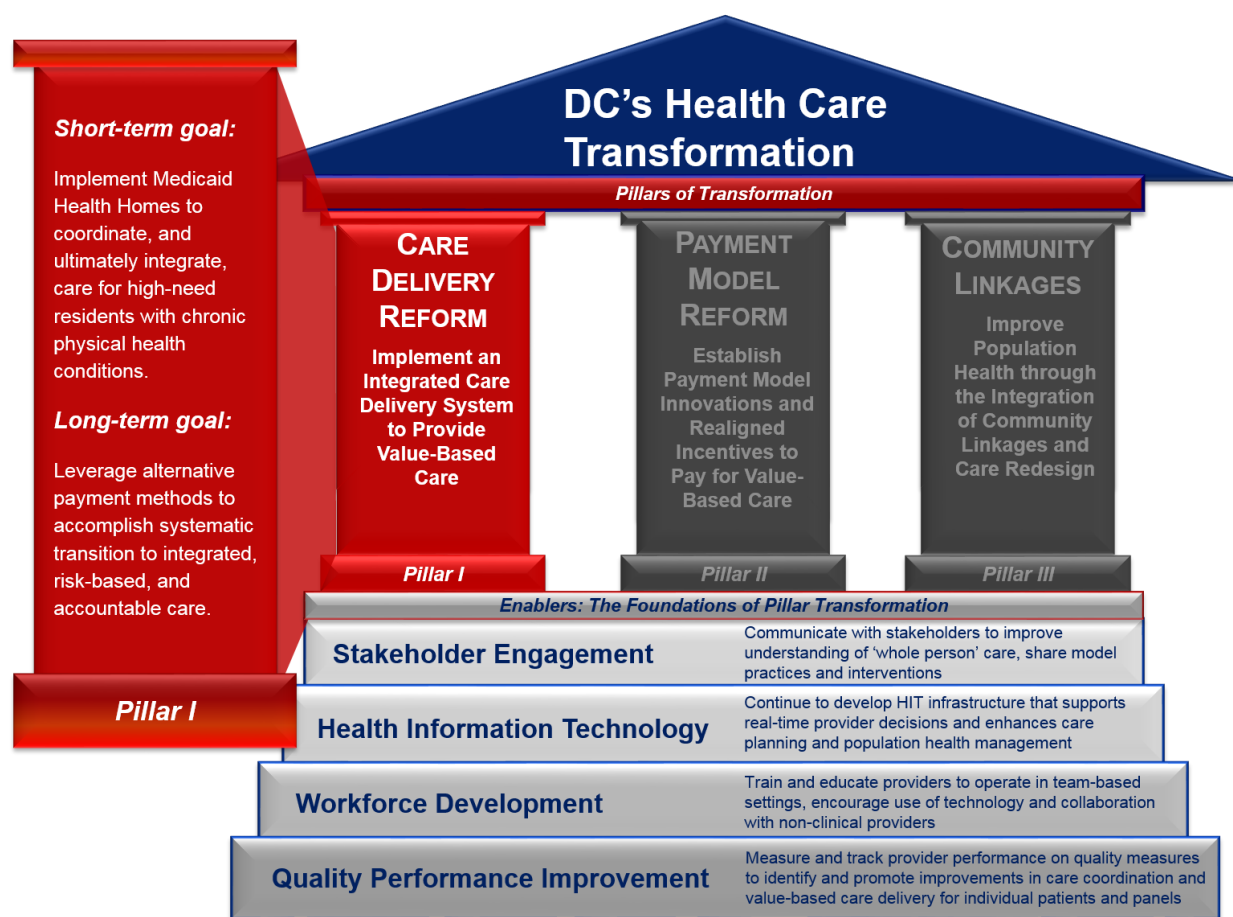 DC's Health Care
Transformation
Pillars of Transformation
Short-term goal:
Implement Medicaid
Health Homes to
coordinate, and
ultimately integrate,
care for high-need
residents with chronic
physical health
conditions.
Long-term goal:
Leverage alternative
payment methods to
accomplish systematic
transition to integrated,
risk-based, and
accountable care.
Pillar I
CARE
DELIVERY
REFORM
Implement an
Integrated Care
Delivery System
to Provide
Value-Based
Care
Pillar I
PAYMENT
MODEL
REFORM
Establish
Payment Model
Innovations and
Realigned
Incentives to
Pay for Value-
Based Care
Pillar II
COMMUNITY
LINKAGES
Improve
Population
Health through
the Integration
of Community
Linkages and
Care Redesign
Pillar III
Enablers: The Foundations of Pillar Transformation
Stakeholder Engagement
Communicate with stakeholders to improve
understanding of 'whole person' care, share model
practices and interventions
Health Information Technology
Continue to develop HIT infrastructure that supports
real-time provider decisions and enhances care
planning and population health management
Workforce Development
Train and educate providers to operate in team-based
settings, encourage use of technology and collaboration
with non-clinical providers
Quality Performance Improvement
Measure and track provider performance on quality measures
to identify and promote improvements in care coordination and
value-based care delivery for individual patients and panels